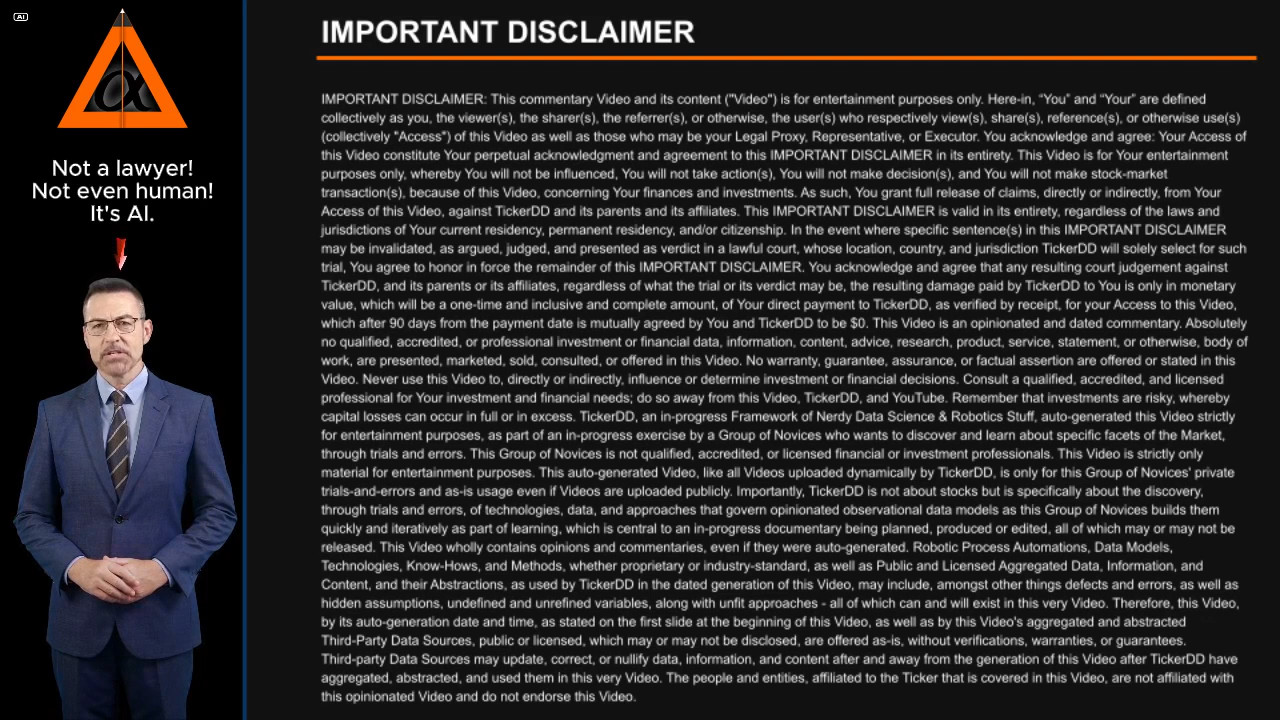 AI
α
Not a lawyer!
Not even human!
It's AI.
IMPORTANT DISCLAIMER
IMPORTANT DISCLAIMER: This commentary Video and its content ("Video") is for entertainment purposes only. Here-in, “You” and “Your” are defined
collectively as you, the viewer(s), the sharer(s), the referrer(s), or otherwise, the user(s) who respectively view(s), share(s), reference(s), or otherwise use(s)
(collectively "Access") of this Video as well as those who may be your Legal Proxy, Representative, or Executor. You acknowledge and agree: Your Access of
this Video constitute Your perpetual acknowledgment and agreement to this IMPORTANT DISCLAIMER in its entirety. This Video is for Your entertainment
purposes only, whereby You will not be influenced, You will not take action(s), You will not make decision(s), and You will not make stock-market
transaction(s), because of this Video, concerning Your finances and investments. As such, You grant full release of claims, directly or indirectly, from Your
Access of this Video, against TickerDD and its parents and its affiliates. This IMPORTANT DISCLAIMER is valid in its entirety, regardless of the laws and
jurisdictions of Your current residency, permanent residency, and/or citizenship. In the event where specific sentence(s) in this IMPORTANT DISCLAIMER
may be invalidated, as argued, judged, and presented as verdict in a lawful court, whose location, country, and jurisdiction TickerDD will solely select for such
trial, You agree to honor in force the remainder of this IMPORTANT DISCLAIMER. You acknowledge and agree that any resulting court judgement against
TickerDD, and its parents or its affiliates, regardless of what the trial or its verdict may be, the resulting damage paid by TickerDD to You is only in monetary
value, which will be a one-time and inclusive and complete amount, of Your direct payment to TickerDD, as verified by receipt, for your Access to this Video,
which after 90 days from the payment date is mutually agreed by You and TickerDD to be $0. This Video is an opinionated and dated commentary. Absolutely
no qualified, accredited, or professional investment or financial data, information, content, advice, research, product, service, statement, or otherwise, body of
work, are presented, marketed, sold, consulted, or offered in this Video. No warranty, guarantee, assurance, or factual assertion are offered or stated in this
Video. Never use this Video to, directly or indirectly, influence or determine investment or financial decisions. Consult a qualified, accredited, and licensed
professional for Your investment and financial needs; do so away from this Video, TickerDD, and YouTube. Remember that investments are risky, whereby
capital losses can occur in full or in excess. TickerDD, an in-progress Framework of Nerdy Data Science & Robotics Stuff, auto-generated this Video strictly
for entertainment purposes, as part of an in-progress exercise by a Group of Novices who wants to discover and learn about specific facets of the Market,
through trials and errors. This Group of Novices is not qualified, accredited, or licensed financial or investment professionals. This Video is strictly only
material for entertainment purposes. This auto-generated Video, like all Videos uploaded dynamically by TickerDD, is only for this Group of Novices' private
trials-and-errors and as-is usage even if Videos are uploaded publicly. Importantly, TickerDD is not about stocks but is specifically about the discovery,
through trials and errors, of technologies, data, and approaches that govern opinionated observational data models as this Group of Novices builds them
quickly and iteratively as part of learning, which is central to an in-progress documentary being planned, produced or edited, all of which may or may not be
released. This Video wholly contains opinions and commentaries, even if they were auto-generated. Robotic Process Automations, Data Models,
Technologies, Know-Hows, and Methods, whether proprietary or industry-standard, as well as Public and Licensed Aggregated Data, Information, and
Content, and their Abstractions, as used by TickerDD in the dated generation of this Video, may include, amongst other things defects and errors, as well as
hidden assumptions, undefined and unrefined variables, along with unfit approaches - all of which can and will exist in this very Video. Therefore, this Video,
by its auto-generation date and time, as stated on the first slide at the beginning of this Video, as well as by this Video's aggregated and abstracted
Third-Party Data Sources, public or licensed, which may or may not be disclosed, are offered as-is, without verifications, warranties, or guarantees.
Third-party Data Sources may update, correct, or nullify data, information, and content after and away from the generation of this Video after TickerDD have
aggregated, abstracted, and used them in this very Video. The people and entities, affiliated to the Ticker that is covered in this Video, are not affiliated with
this opinionated Video and do not endorse this Video.